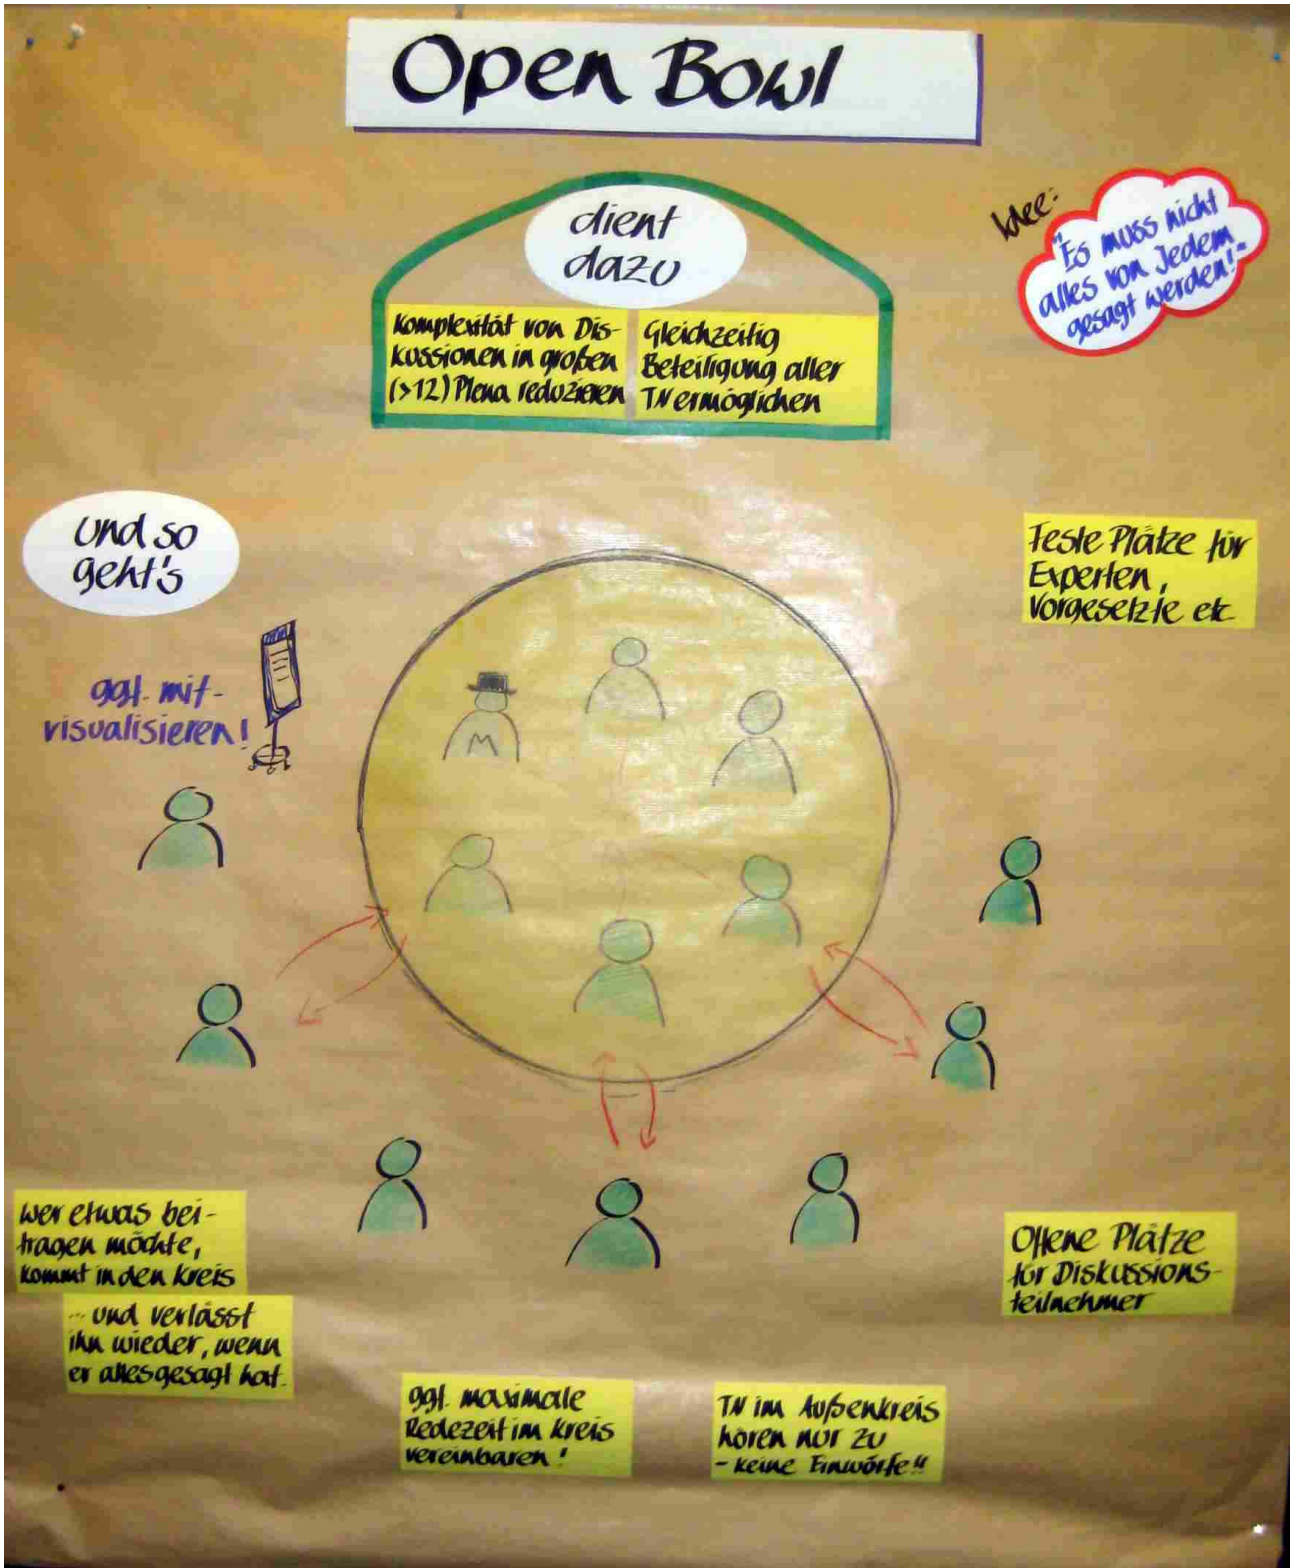 Open Bowl
dient
dazu
Idee:
"Es muss nicht
alles von Jedem
gesagt werden!"
Komplexität von Dis-
kussionen in großen
(>12) Plena reduzieren
Gleichzeitig
Beteiligung aller
TN ermöglichen
und so
geht's
Feste Plätze für
Experten,
Vorgesetzte etc
ggf. mit-
visualisieren!
M
wer etwas bei-
tragen möchte,
kommt in den Kreis
... und verlässt
ihn wieder, wenn
er alles gesagt hat.
Offene Plätze
für Diskussions-
teilnehmer
ggf. maximale
Redezeit im Kreis
vereinbaren!
TN im Außenkreis
hören nur zu
- keine Einwürfe!!